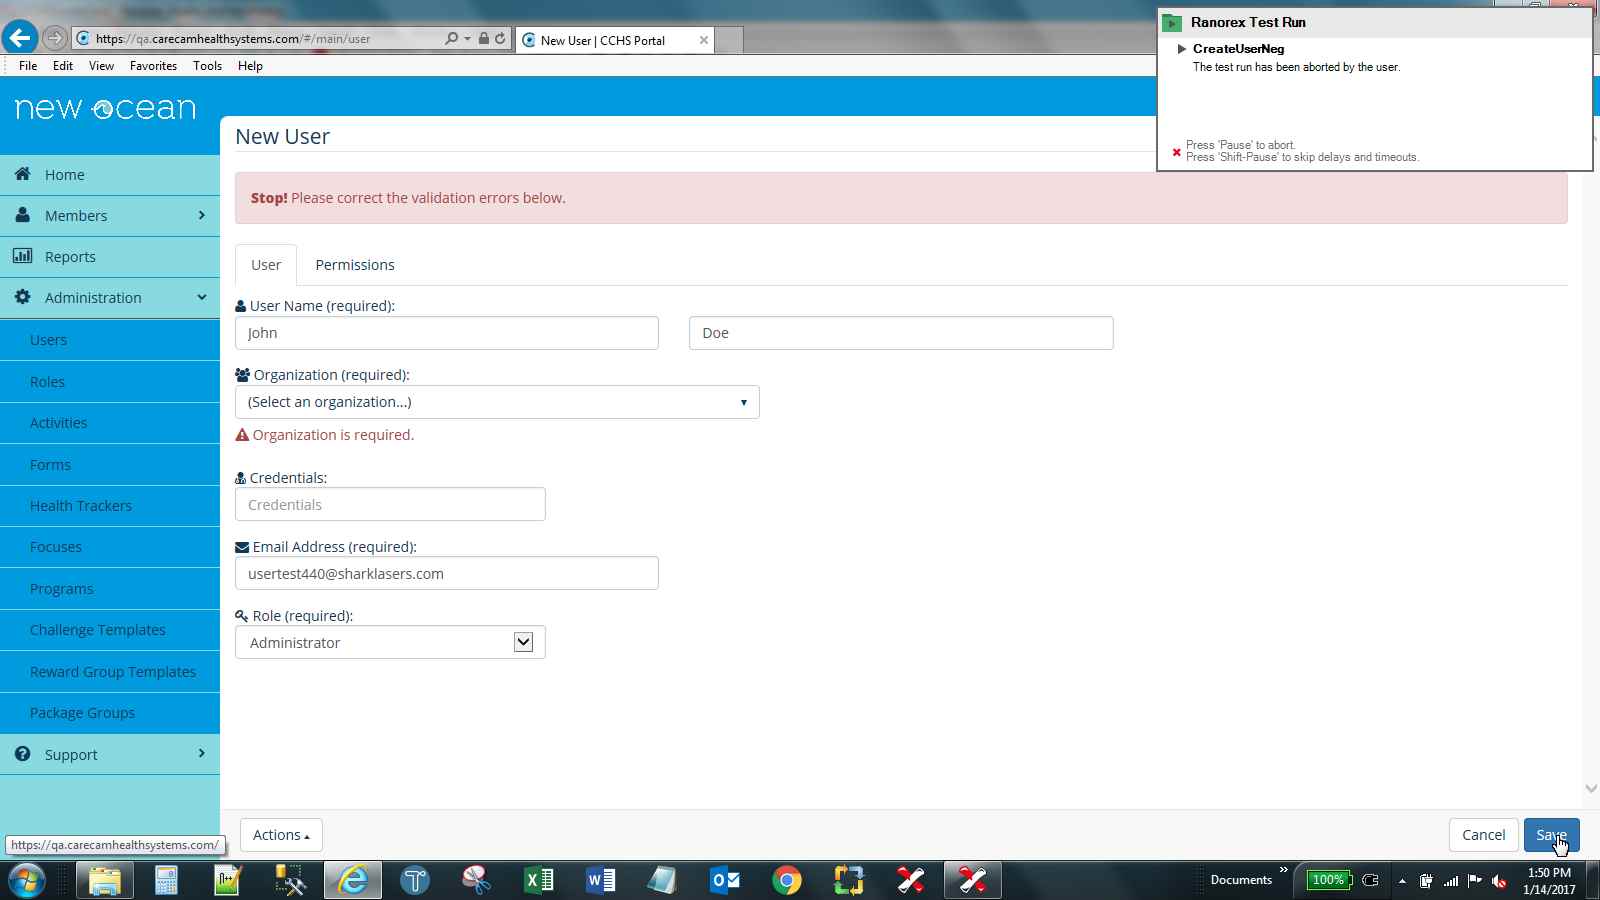 https://qa.carecamhealthsystems.com/#/main/user
New User | CCHS Portal
File Edit View Favorites Tools Help
Ranorex Test Run
CreateUserNeg
The test run has been aborted by the user.
Press 'Pause' to abort.
Press 'Shift-Pause' to skip delays and timeouts.
new ocean
Home
Members
Reports
Administration
Users
Roles
Activities
Forms
Health Trackers
Focuses
Programs
Challenge Templates
Reward Group Templates
Package Groups
Support
New User
Stop! Please correct the validation errors below.
User Permissions
User Name (required):
John Doe
Organization (required):
(Select an organization...)
Organization is required.
Credentials:
Credentials
Email Address (required):
usertest440@sharklasers.com
Role (required):
Administrator
Actions Cancel Save
https://qa.carecamhealthsystems.com/
Documents
100%
1:50 PM
1/14/2017